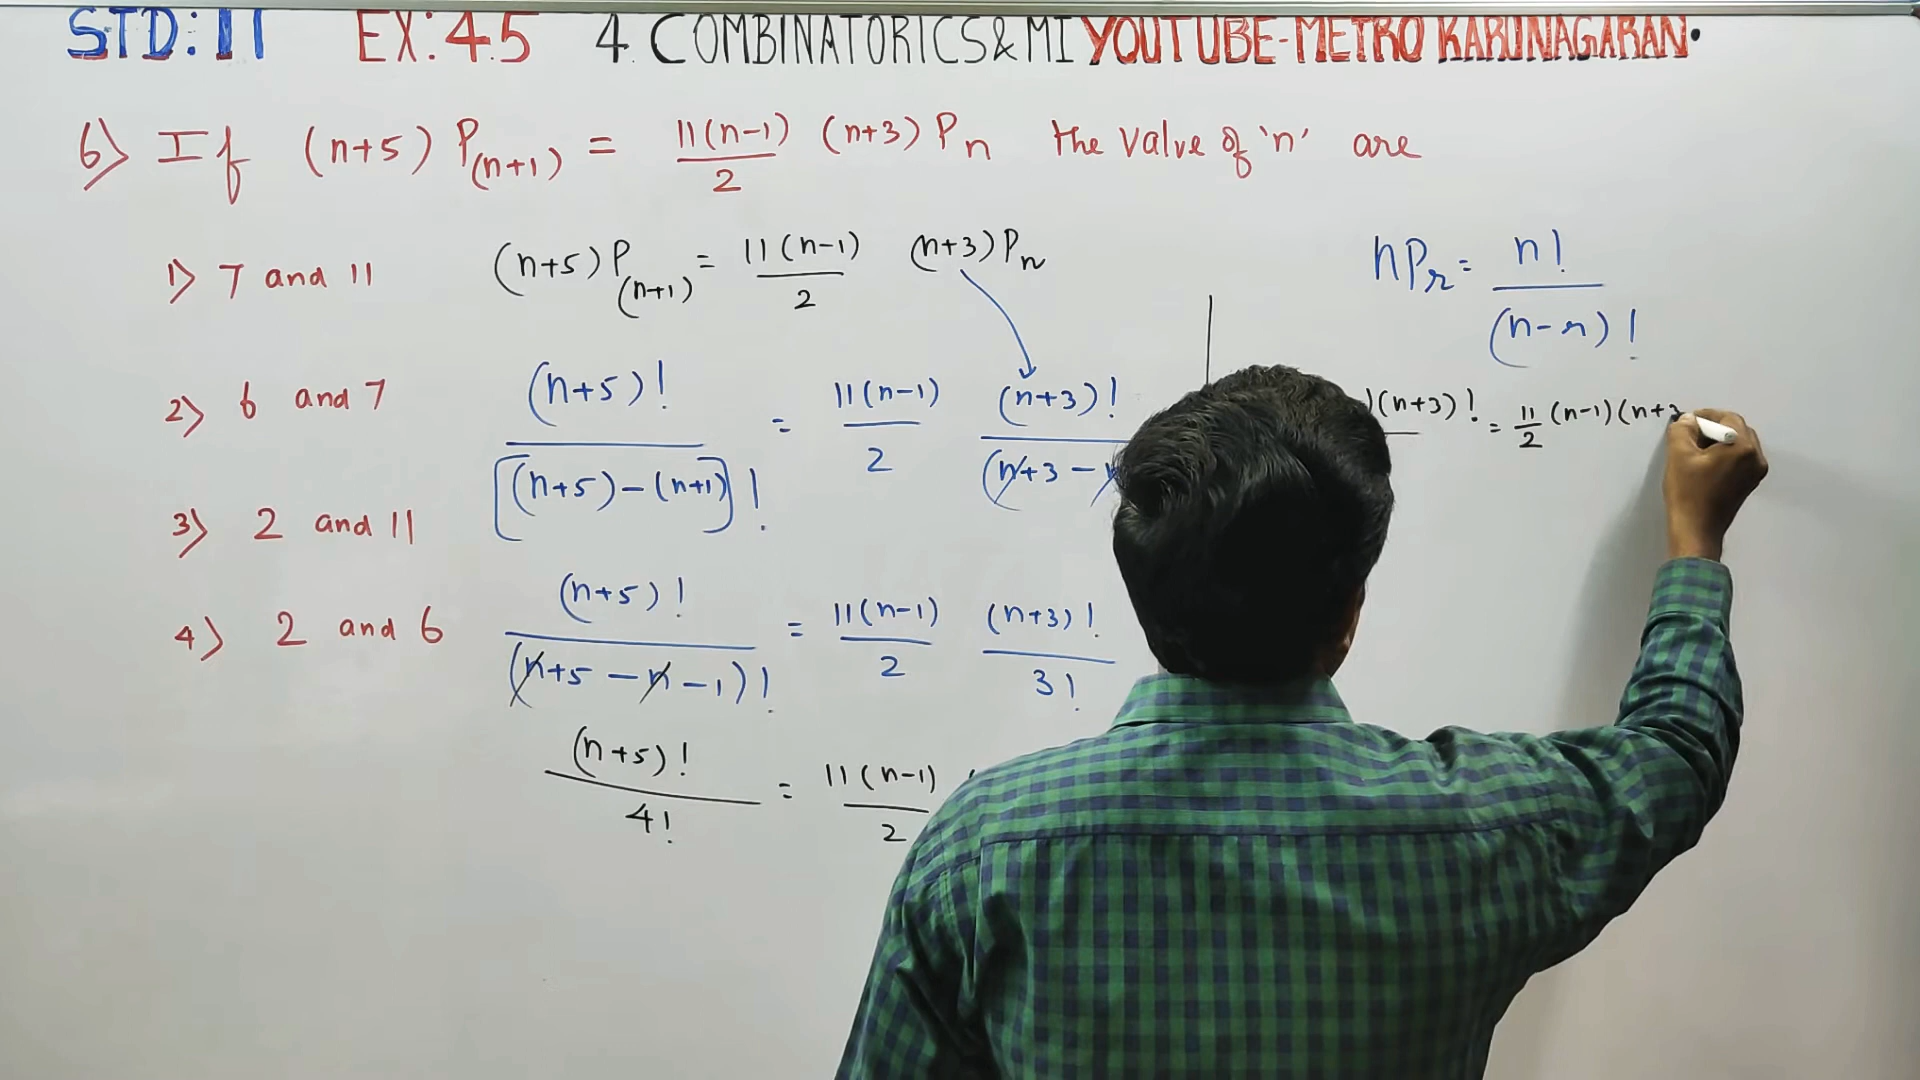 STD: 11 EX: 4.5 4. COMBINATORICS & MI YOUTUBE-METRO KARUNAGARAN.
6) If (n+5) P(n+1) = 11(n-1)/2 (n+3) Pn the value of 'n' are
1) 7 and 11
2) 6 and 7
3) 2 and 11
4) 2 and 6
(n+5) P(n+1) = 11(n-1)/2 (n+3) Pn
(n+5)!/[(n+5)-(n+1)]! = 11(n-1)/2 (n+3)!/(n+3-
(n+5)!/(n+5-n-1)! = 11(n-1)/2 (n+3)!/3!
(n+5)!/4! = 11(n-1)/2
nPr = n!/(n-r)!
)(n+3)! = 11/2 (n-1)(n+3